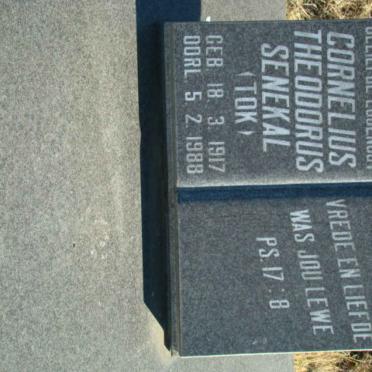 CORNELIUS
THEODORUS
SENEKAL
(TOK)
GEB 18 3 1917
OORL 5 2 1988
VREDE EN LIEFDE
WAS JOU LEWE
PS. 17 : 8